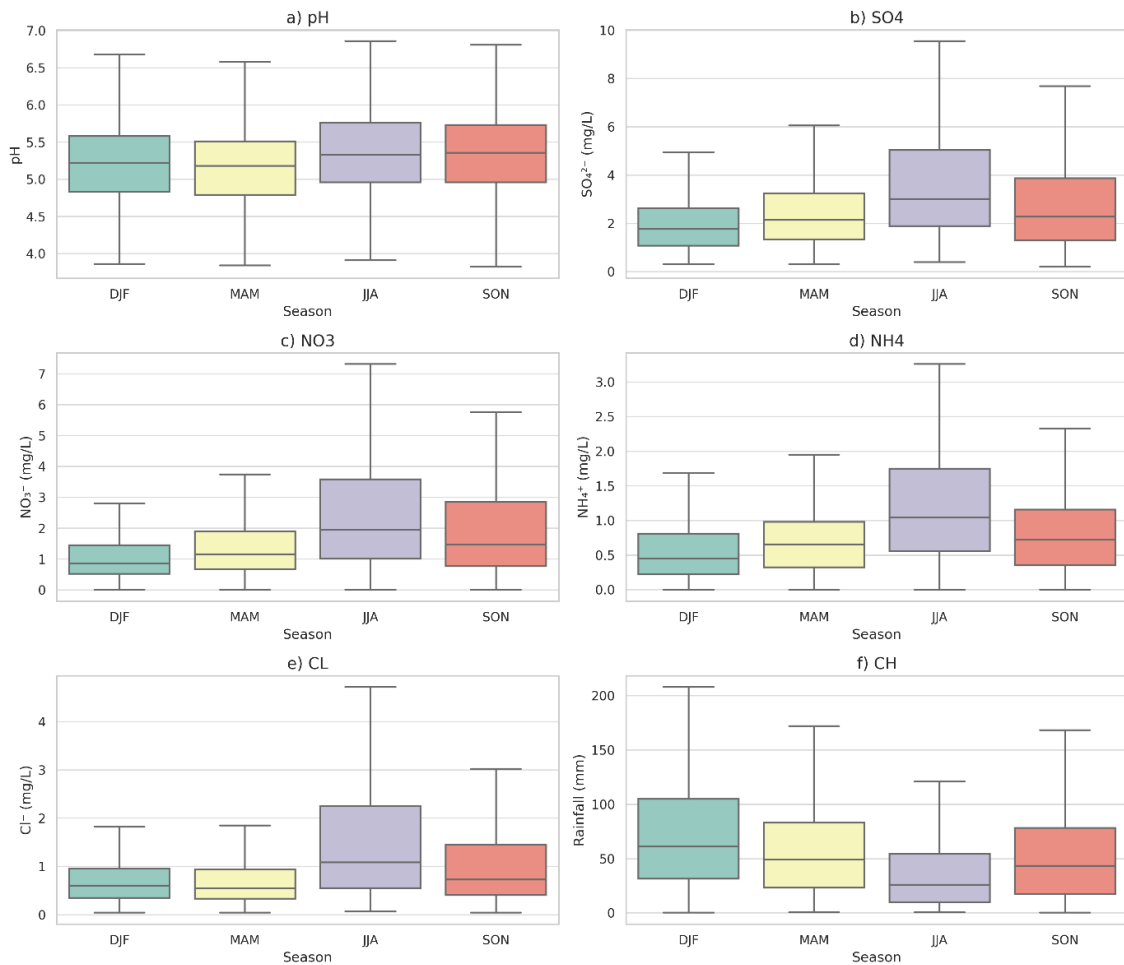 a) pH
7.0
6.5
6.0
5.5
5.0
4.5
4.0
pH
DJF MAM JJA SON
Season
b) SO4
10
8
6
4
2
0
SO₄²⁻ (mg/L)
DJF MAM JJA SON
Season
c) NO3
7
6
5
4
3
2
1
0
NO₃⁻ (mg/L)
DJF MAM JJA SON
Season
d) NH4
3.0
2.5
2.0
1.5
1.0
0.5
0.0
NH₄⁺ (mg/L)
DJF MAM JJA SON
Season
e) CL
4
3
2
1
0
Cl⁻ (mg/L)
DJF MAM JJA SON
Season
f) CH
200
150
100
50
0
Rainfall (mm)
DJF MAM JJA SON
Season